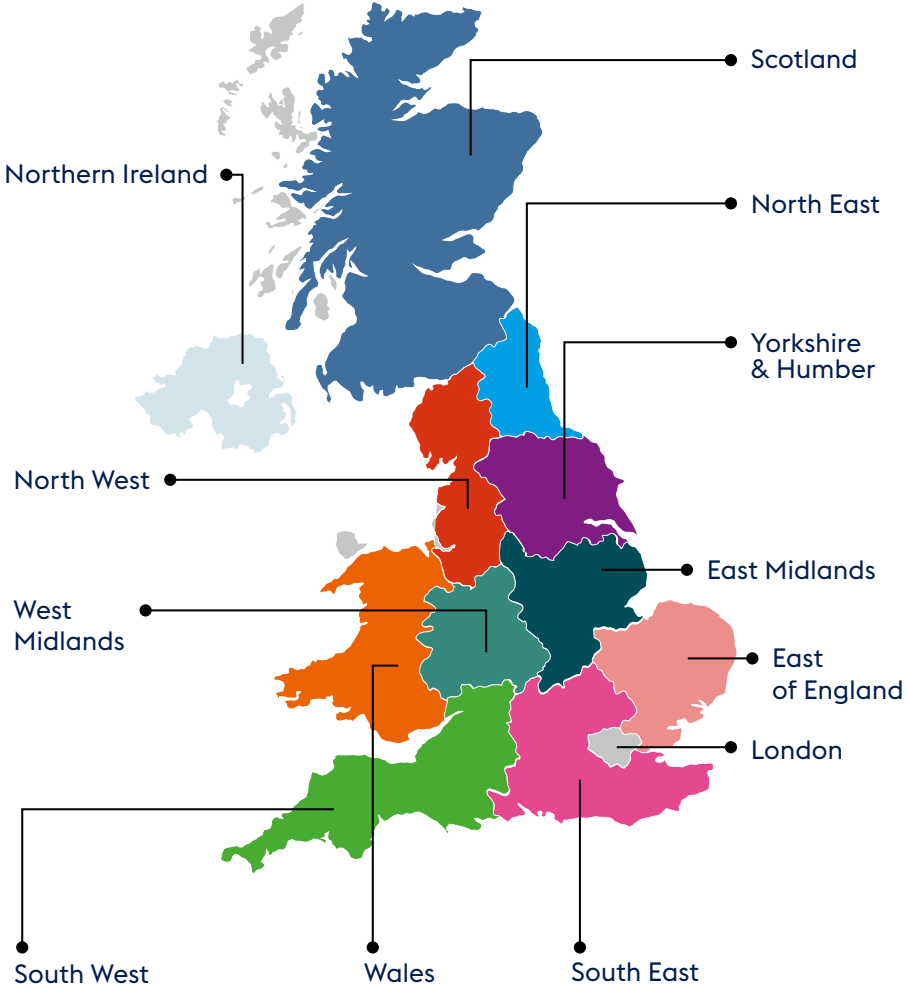 Scotland
Northern Ireland
North East
Yorkshire
& Humber
North West
East Midlands
West
Midlands
East
of England
London
South West
Wales
South East